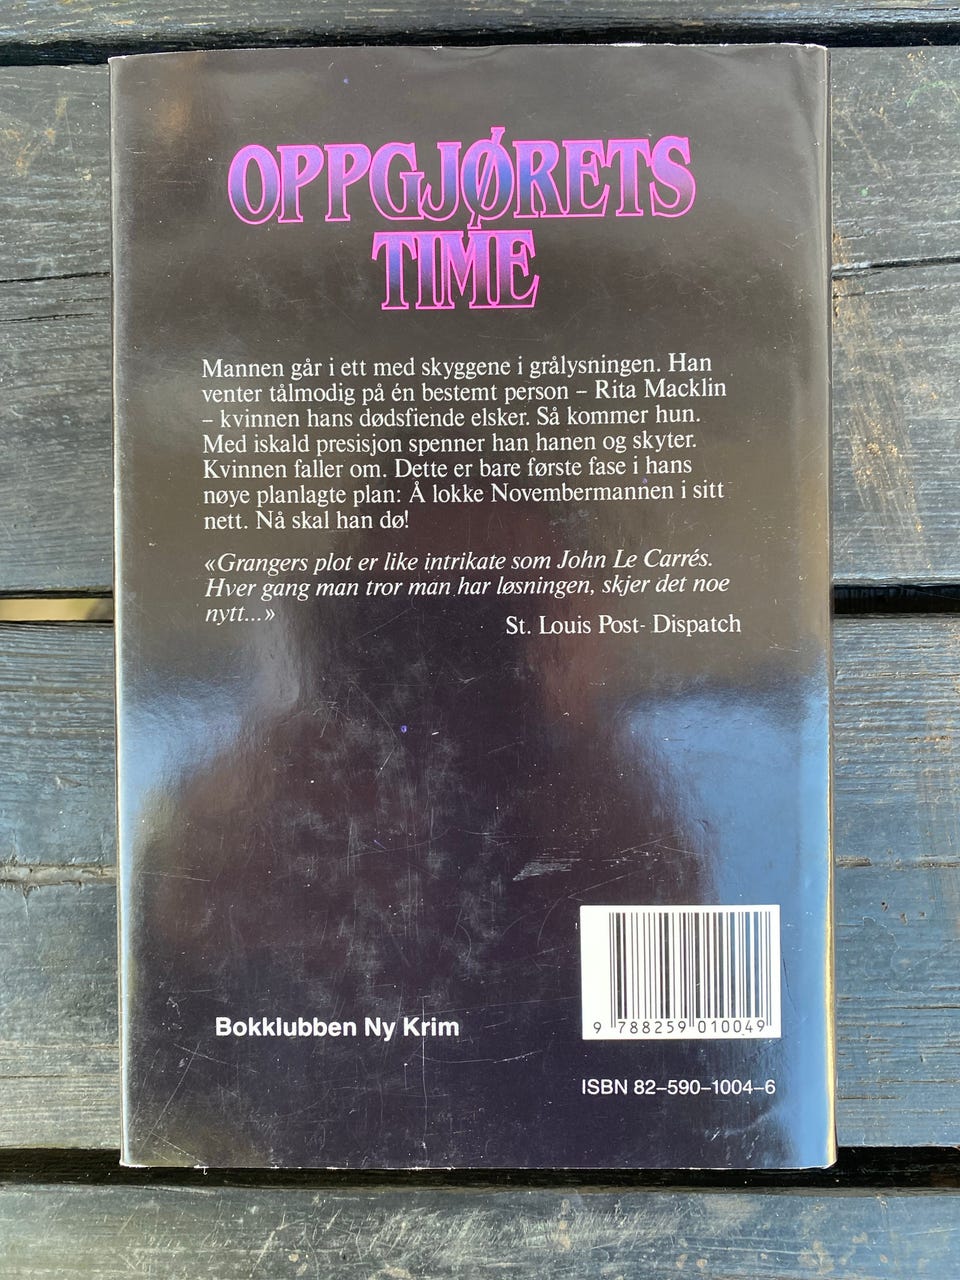 OPPGJØRETS
TIME
Mannen går i ett med skyggene i grålysningen. Han
venter tålmodig på én bestemt person – Rita Macklin
– kvinnen hans dødsfiende elsker. Så kommer hun.
Med iskald presisjon spenner han hanen og skyter.
Kvinnen faller om. Dette er bare første fase i hans
nøye planlagte plan: Å lokke Novembermannen i sitt
nett. Nå skal han dø!
«Grangers plot er like intrikate som John Le Carrés.
Hver gang man tror man har løsningen, skjer det noe
nytt...»
St. Louis Post- Dispatch
Bokklubben Ny Krim
9 788259 010049
ISBN 82–590–1004–6